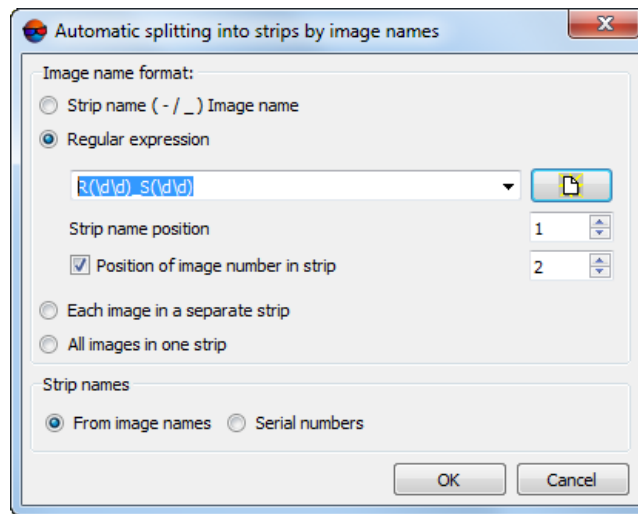 Automatic splitting into strips by image names
Image name format:
Strip name ( - / _ ) Image name
Regular expression
R(\d\d)_S(\d\d)
Strip name position 1
Position of image number in strip 2
Each image in a separate strip
All images in one strip
Strip names
From image names Serial numbers
OK Cancel